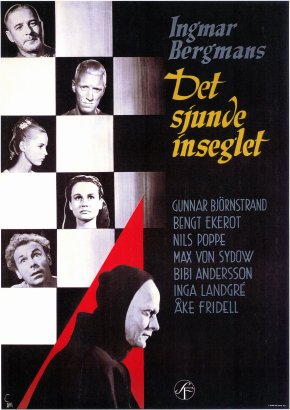 Ingmar
Bergmans
Det
sjunde
inseglet
GUNNAR BJÖRNSTRAND
BENGT EKEROT
NILS POPPE
MAX VON SYDOW
BIBI ANDERSSON
INGA LANDGRÉ
ÅKE FRIDELL
SF